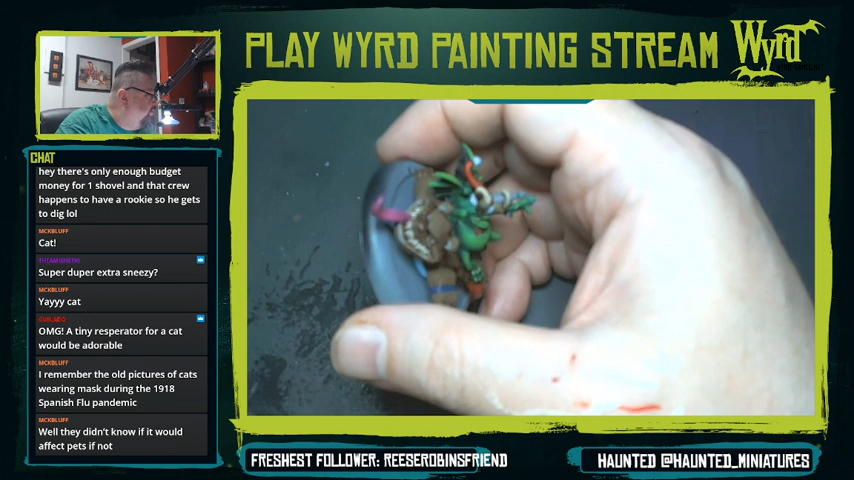 PLAY WYRD PAINTING STREAM
Wyrd
CHAT
hey there's only enough budget
money for 1 shovel and that crew
happens to have a rookie so he gets
to dig lol
MCKBLUFF
Cat!
Super duper extra sneezy?
MCKBLUFF
Yayyy cat
OMG! A tiny resperator for a cat
would be adorable
MCKBLUFF
I remember the old pictures of cats
wearing mask during the 1918
Spanish Flu pandemic
MCKBLUFF
Well they didn't know if it would
affect pets if not
FRESHEST FOLLOWER: REESEROBINSFRIEND
HAUNTED @HAUNTED_MINIATURES